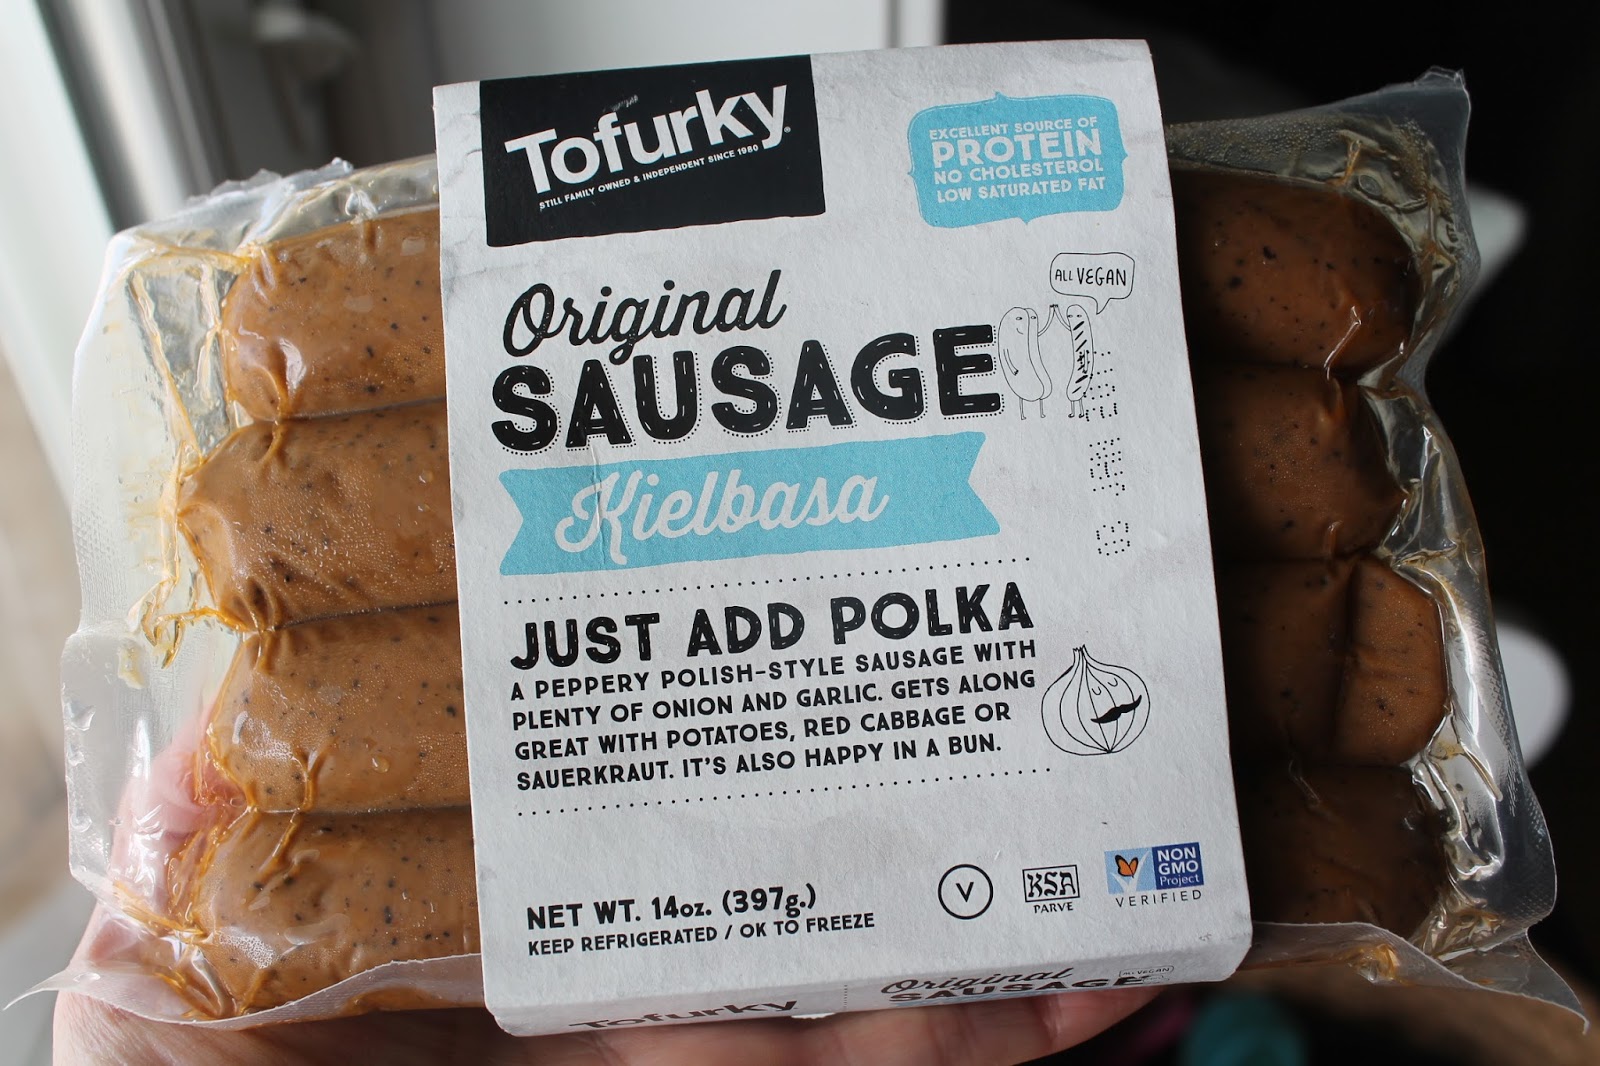 Tofurky
STILL FAMILY OWNED & INDEPENDENT SINCE 1980
EXCELLENT SOURCE OF
PROTEIN
NO CHOLESTEROL
LOW SATURATED FAT
ALL VEGAN
Original
SAUSAGE
Kielbasa
JUST ADD POLKA
A PEPPERY POLISH-STYLE SAUSAGE WITH
PLENTY OF ONION AND GARLIC. GETS ALONG
GREAT WITH POTATOES, RED CABBAGE OR
SAUERKRAUT. IT'S ALSO HAPPY IN A BUN.
NET WT. 14oz. (397g.)
KEEP REFRIGERATED / OK TO FREEZE
V
KSA
PARVE
NON
GMO
Project
VERIFIED
Tofurky
Original
SAUSAGE
ALL VEGAN